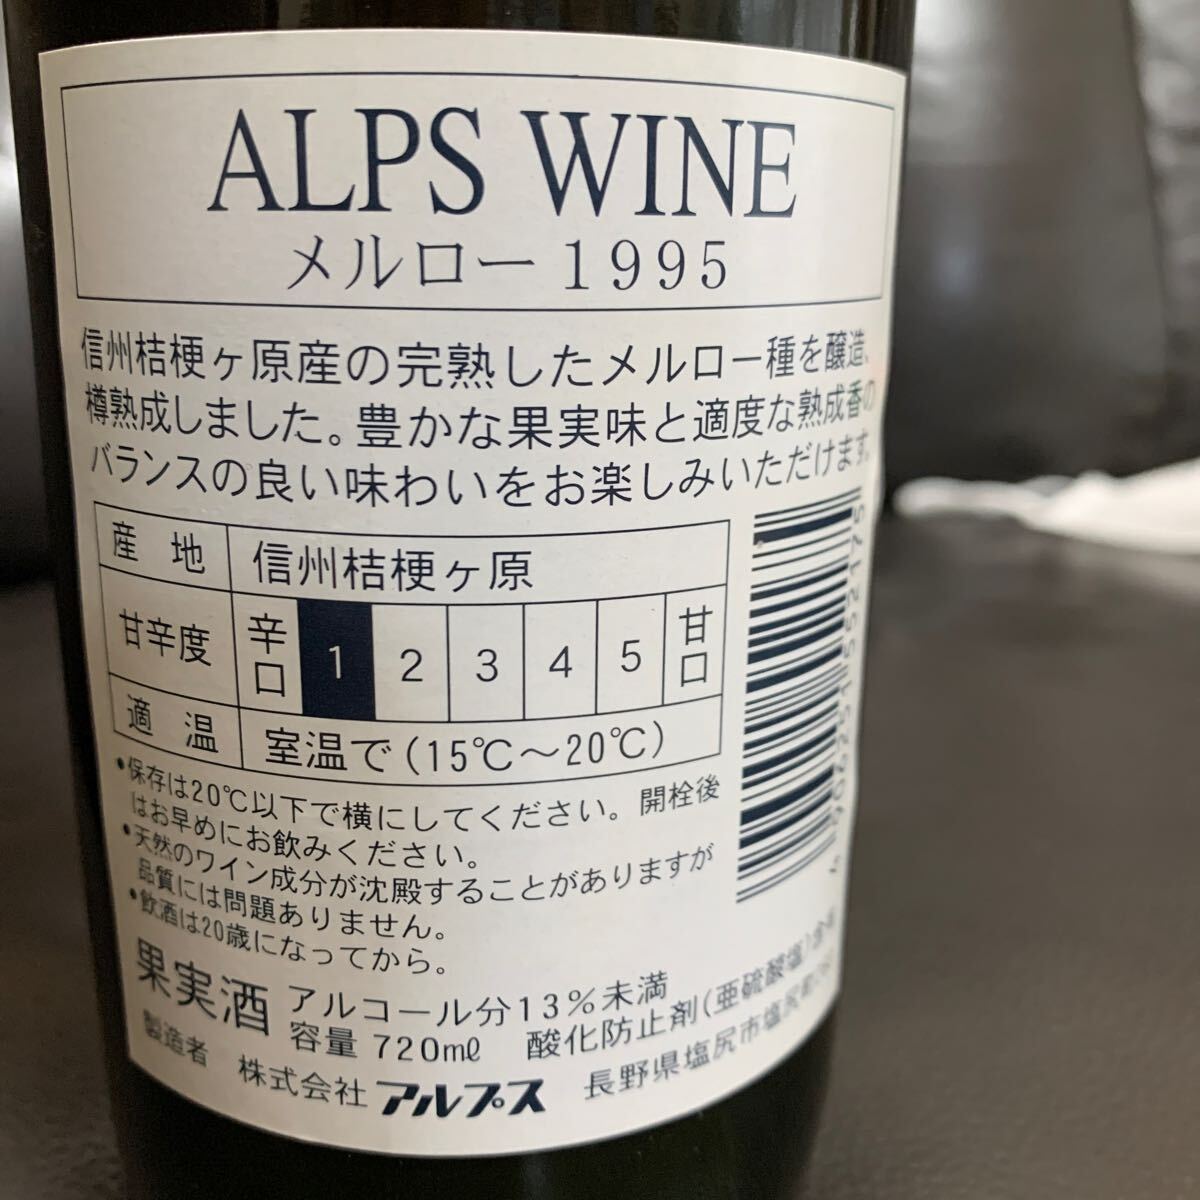 ALPS WINE
メルロー1995
信州桔梗ヶ原産の完熟したメルロー種を醸造、
樽熟成しました。豊かな果実味と適度な熟成香の
バランスの良い味わいをお楽しみいただけます。
産地 信州桔梗ヶ原
甘辛度 辛口 1 2 3 4 5 甘口
適温 室温で(15℃〜20℃)
•保存は20℃以下で横にしてください。開栓後
はお早めにお飲みください。
•天然のワイン成分が沈殿することがありますが
品質には問題ありません。
•飲酒は20歳になってから。
果実酒 アルコール分13%未満
容量 720mℓ 酸化防止剤(亜硫酸塩)含有
製造者 株式会社アルプス 長野県塩尻市塩尻町